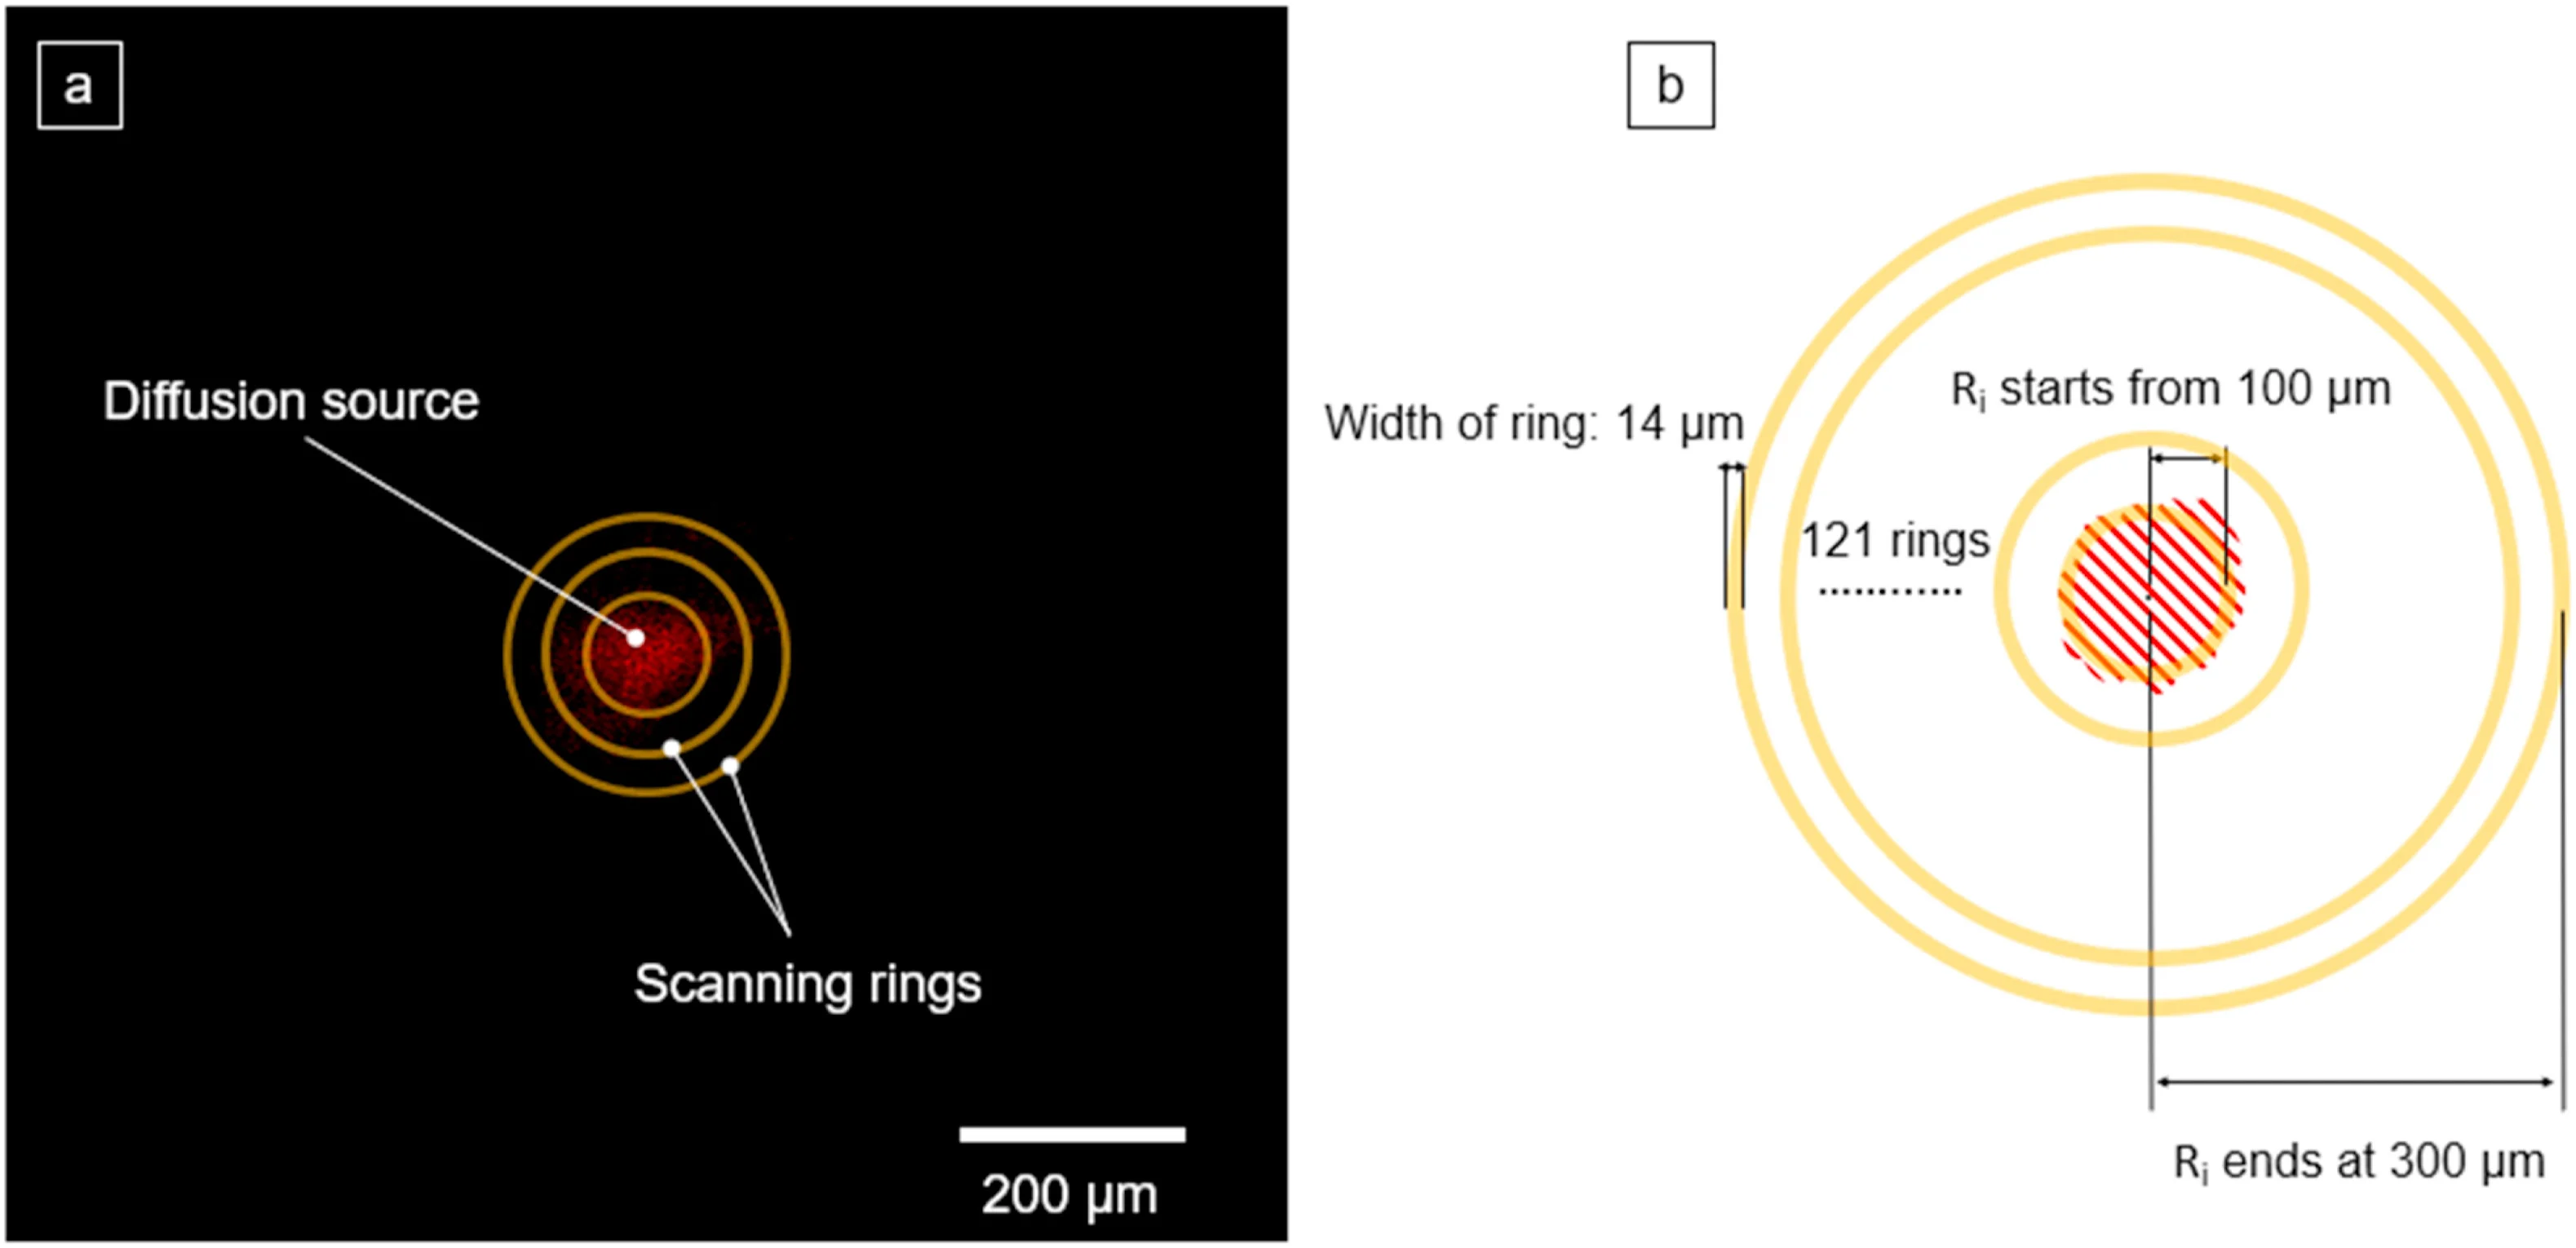 a
Diffusion source
Scanning rings
200 μm
b
Width of ring: 14 μm
Rᵢ starts from 100 μm
121 rings
Rᵢ ends at 300 μm